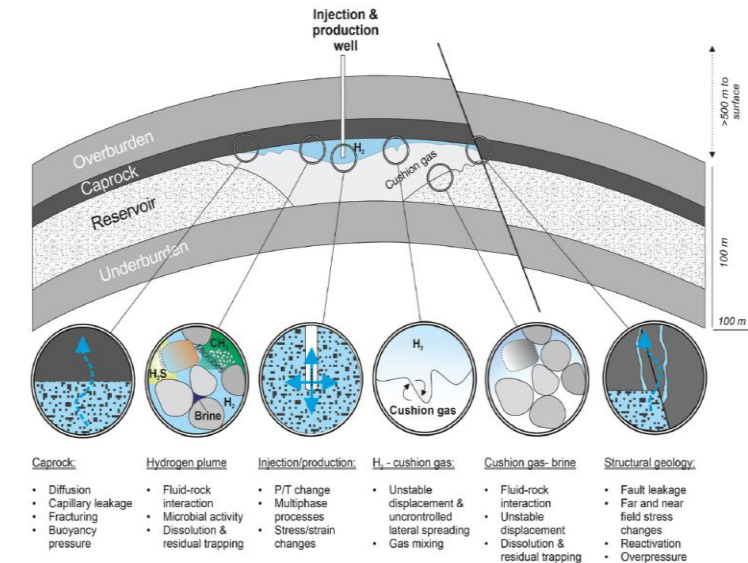 Injection &
production
well
>500 m to
surface
Overburden
Caprock
Reservoir
Underburden
H₂
Cushion gas
100 m
100 m
CH₄
H₂S
H₂
Brine
H₂
Cushion gas
Caprock:
• Diffusion
• Capillary leakage
• Fracturing
• Buoyancy
pressure
Hydrogen plume
• Fluid-rock
interaction
• Microbial activity
• Dissolution &
residual trapping
Injection/production:
• P/T change
• Multiphase
processes
• Stress/strain
changes
H₂ - cushion gas:
• Unstable
displacement &
uncontrolled
lateral spreading
• Gas mixing
Cushion gas- brine
• Fluid-rock
interaction
• Unstable
displacement
• Dissolution &
residual trapping
Structural geology:
• Fault leakage
• Far and near
field stress
changes
• Reactivation
• Overpressure